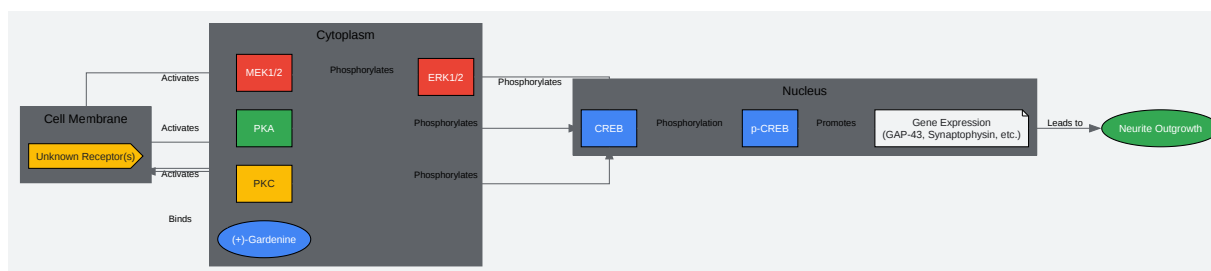 Cytoplasm
MEK1/2
Phosphorylates
ERK1/2
Activates
Phosphorylates
Nucleus
Cell Membrane
Activates
PKA
Phosphorylates
CREB
Phosphorylation
p-CREB
Promotes
Gene Expression
(GAP-43, Synaptophysin, etc.)
Leads to
Neurite Outgrowth
Unknown Receptor(s)
Activates
PKC
Phosphorylates
Binds
(+)-Gardenine